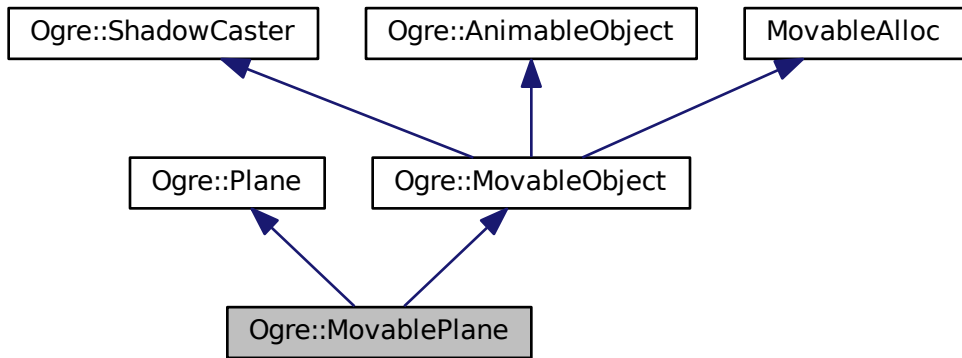 Ogre::ShadowCaster
Ogre::AnimableObject
MovableAlloc
Ogre::Plane
Ogre::MovableObject
Ogre::MovablePlane